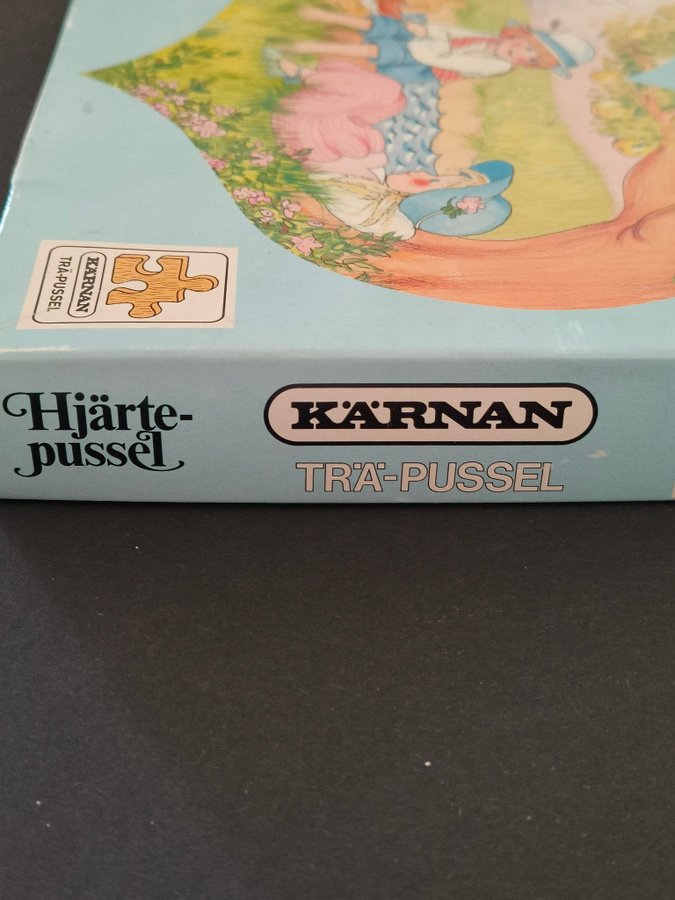 KÄRNAN
TRÄ-PUSSEL
Hjärte-
pussel
KÄRNAN
TRÄ-PUSSEL